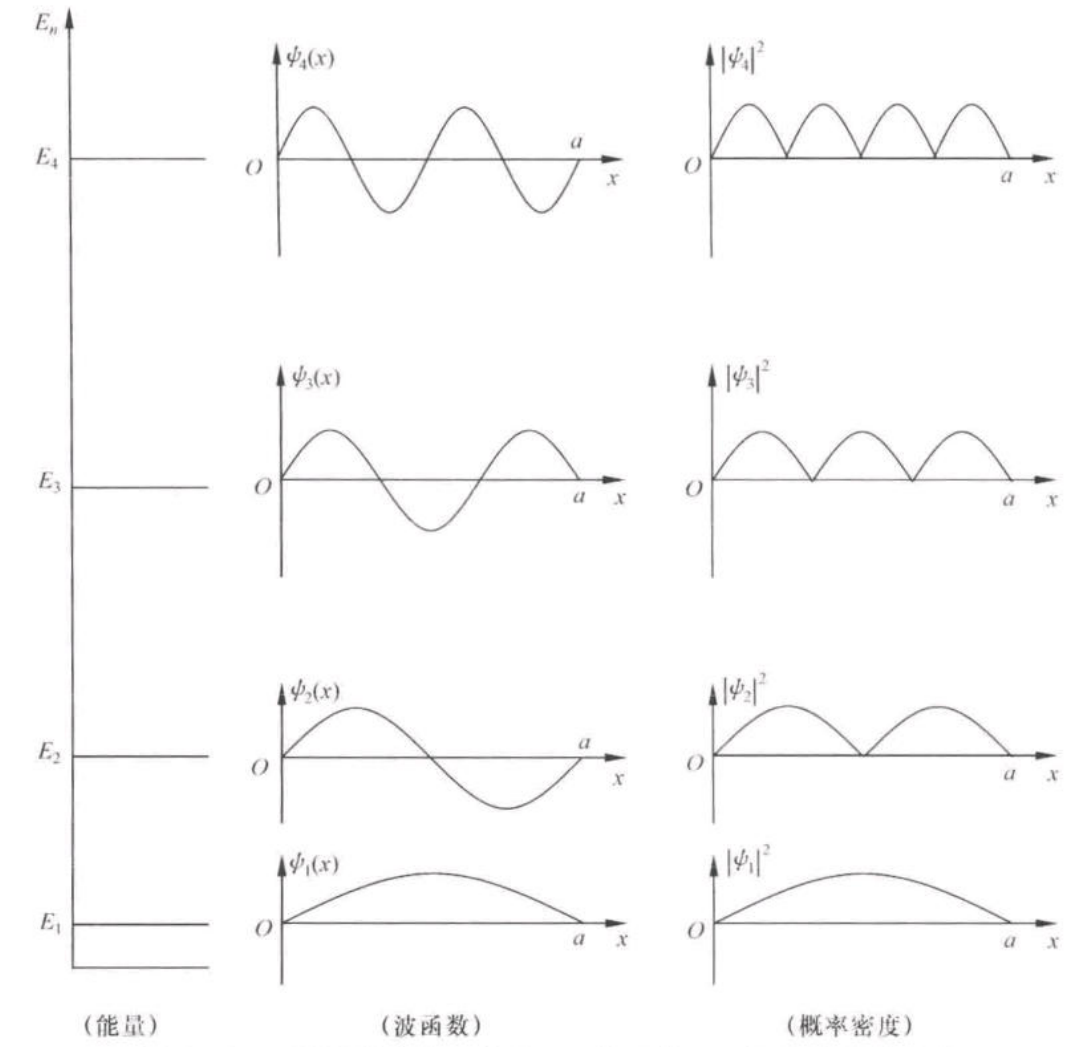 Eₙ
E₄
ψ₄(x)
O
a
x
|ψ₄|²
O
a
x
E₃
ψ₃(x)
O
a
x
|ψ₃|²
O
a
x
E₂
ψ₂(x)
O
a
x
|ψ₂|²
O
a
x
E₁
ψ₁(x)
O
a
x
|ψ₁|²
O
a
x
(能量) (波函数) (概率密度)